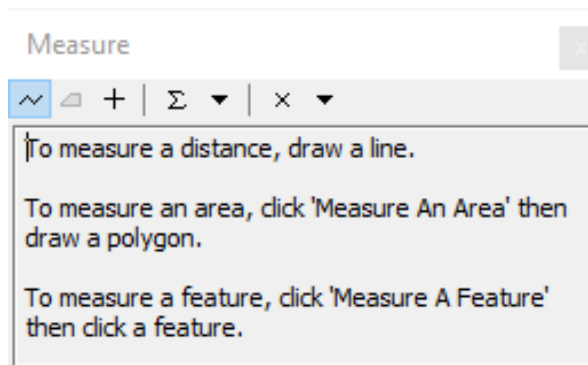 Measure
Σ
To measure a distance, draw a line.
To measure an area, click 'Measure An Area' then
draw a polygon.
To measure a feature, click 'Measure A Feature'
then click a feature.